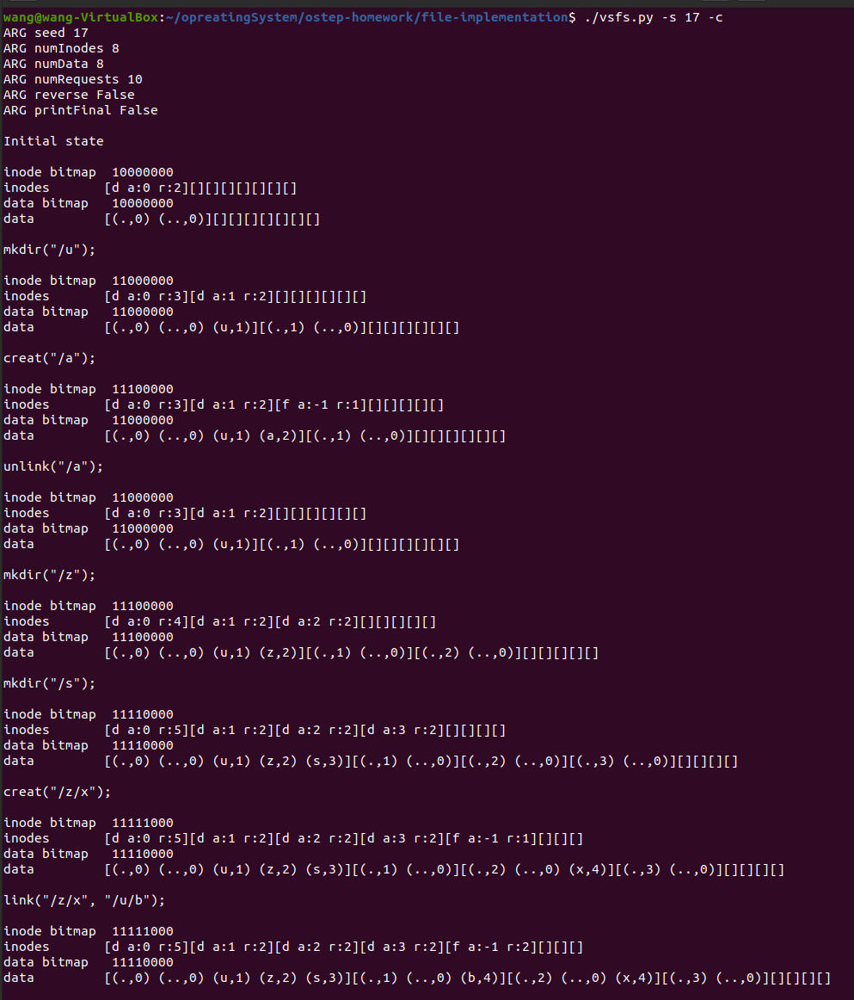 wang@wang-VirtualBox:~/opreatingSystem/ostep-homework/file-implementation$ ./vsfs.py -s 17 -c
ARG seed 17
ARG numInodes 8
ARG numData 8
ARG numRequests 10
ARG reverse False
ARG printFinal False

Initial state

inode bitmap  10000000
inodes       [d a:0 r:2][][][][][][][]
data bitmap   10000000
data         [(.,0) (..,0)][][][][][][][]

mkdir("/u");

inode bitmap  11000000
inodes       [d a:0 r:3][d a:1 r:2][][][][][][]
data bitmap   11000000
data         [(.,0) (..,0) (u,1)][(.,1) (..,0)][][][][][][]

creat("/a");

inode bitmap  11100000
inodes       [d a:0 r:3][d a:1 r:2][f a:-1 r:1][][][][][]
data bitmap   11000000
data         [(.,0) (..,0) (u,1) (a,2)][(.,1) (..,0)][][][][][][]

unlink("/a");

inode bitmap  11000000
inodes       [d a:0 r:3][d a:1 r:2][][][][][][]
data bitmap   11000000
data         [(.,0) (..,0) (u,1)][(.,1) (..,0)][][][][][][]

mkdir("/z");

inode bitmap  11100000
inodes       [d a:0 r:4][d a:1 r:2][d a:2 r:2][][][][][]
data bitmap   11100000
data         [(.,0) (..,0) (u,1) (z,2)][(.,1) (..,0)][(.,2) (..,0)][][][][][]

mkdir("/s");

inode bitmap  11110000
inodes       [d a:0 r:5][d a:1 r:2][d a:2 r:2][d a:3 r:2][][][][]
data bitmap   11110000
data         [(.,0) (..,0) (u,1) (z,2) (s,3)][(.,1) (..,0)][(.,2) (..,0)][(.,3) (..,0)][][][][]

creat("/z/x");

inode bitmap  11111000
inodes       [d a:0 r:5][d a:1 r:2][d a:2 r:2][d a:3 r:2][f a:-1 r:1][][][]
data bitmap   11110000
data         [(.,0) (..,0) (u,1) (z,2) (s,3)][(.,1) (..,0)][(.,2) (..,0) (x,4)][(.,3) (..,0)][][][][]

link("/z/x", "/u/b");

inode bitmap  11111000
inodes       [d a:0 r:5][d a:1 r:2][d a:2 r:2][d a:3 r:2][f a:-1 r:2][][][]
data bitmap   11110000
data         [(.,0) (..,0) (u,1) (z,2) (s,3)][(.,1) (..,0) (b,4)][(.,2) (..,0) (x,4)][(.,3) (..,0)][][][][]